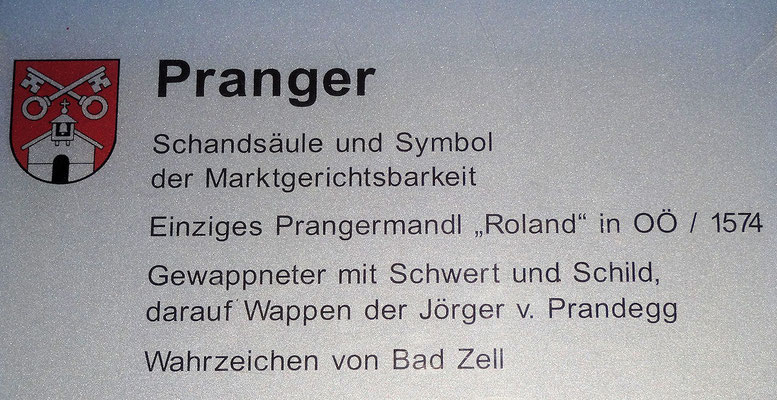 Pranger
Schandsäule und Symbol
der Marktgerichtsbarkeit
Einziges Prangermandl „Roland“ in OÖ / 1574
Gewappneter mit Schwert und Schild,
darauf Wappen der Jörger v. Prandegg
Wahrzeichen von Bad Zell